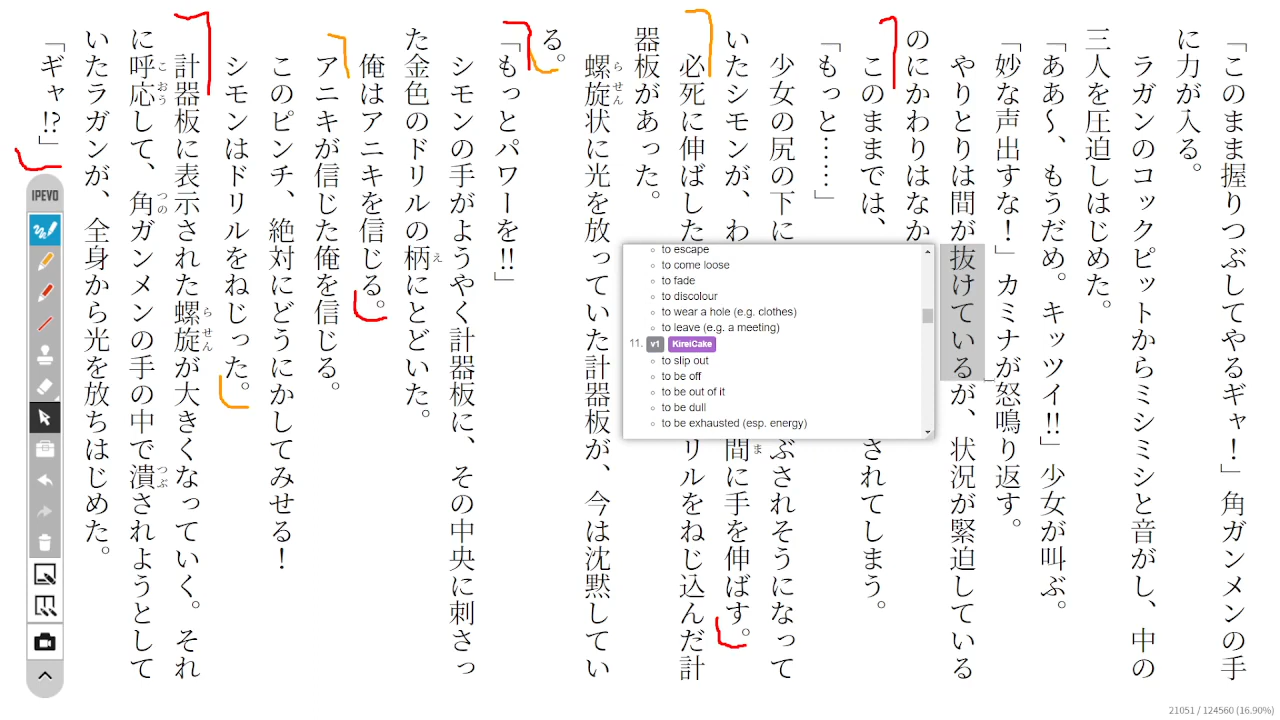 「このまま握りつぶしてやるギャ！」角ガンメンの手
に力が入る。
ラガンのコックピットからミシミシと音がし、中の
三人を圧迫しはじめた。
「ああ〜、もうだめ。キッツイ!!」少女が叫ぶ。
「妙な声出すな！」カミナが怒鳴り返す。
やりとりは間が抜けているが、状況が緊迫している
のにかわりはなか
このままでは、
されてしまう。
「もっと……」
少女の尻の下に
ぶされそうになって
いたシモンが、わ
間に手を伸ばす。
ま
必死に伸ばした
リルをねじ込んだ計
器板があった。
螺旋状に光を放っていた計器板が、今は沈黙してい
らせん
る。
「もっとパワーを!!」
シモンの手がようやく計器板に、その中央に刺さっ
た金色のドリルの柄にとどいた。
え
俺はアニキを信じる。
アニキが信じた俺を信じる。
このピンチ、絶対にどうにかしてみせる！
シモンはドリルをねじった。
計器板に表示された螺旋が大きくなっていく。それ
らせん
に呼応して、角ガンメンの手の中で潰されようとして
こおう
つの
つぶ
いたラガンが、全身から光を放ちはじめた。
「ギャ!?」
to escape
to come loose
to fade
to discolour
to wear a hole (e.g. clothes)
to leave (e.g. a meeting)
11. v1 KireiCake
to slip out
to be off
to be out of it
to be dull
to be exhausted (esp. energy)
IPEVO
21051 / 124560 (16.90%)